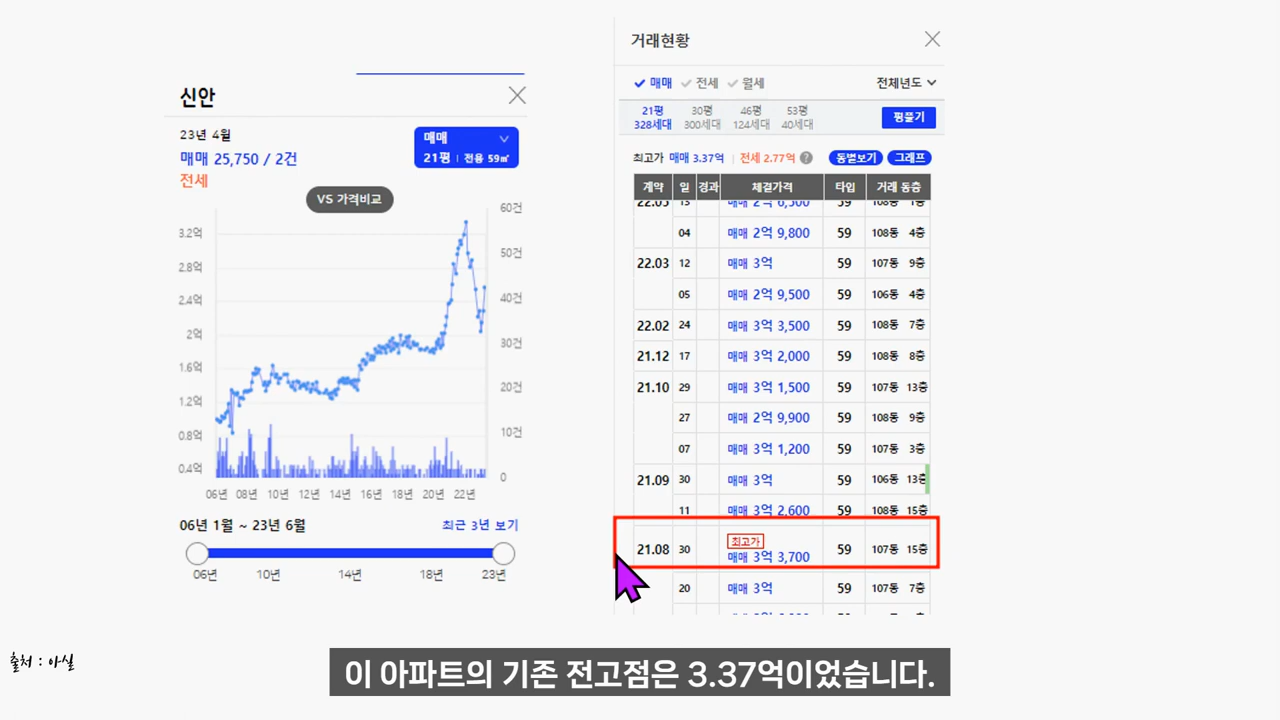 신안
23년 4월
매매 25,750 / 2건
전세
매매
21평 | 전용 59㎡
VS 가격비교
60건
50건
40건
30건
20건
10건
0
3.2억
2.8억
2.4억
2억
1.6억
1.2억
0.8억
0.4억
06년 08년 10년 12년 14년 16년 18년 20년 22년
06년 1월 ~ 23년 6월 최근 3년 보기
06년 10년 14년 18년 23년
거래현황
매매 전세 월세 전체년도
21평 30평 46평 53평
328세대 300세대 124세대 40세대
평풀기
최고가 매매 3.37억 | 전세 2.77억 ? 동별보기 그래프
계약 일 경과 체결가격 타입 거래 동층
22.05 13 매매 2억 6,500 59 108동 1층
04 매매 2억 9,800 59 108동 4층
22.03 12 매매 3억 59 107동 9층
05 매매 2억 9,500 59 106동 4층
22.02 24 매매 3억 3,500 59 108동 7층
21.12 17 매매 3억 2,000 59 108동 8층
21.10 29 매매 3억 1,500 59 107동 13층
27 매매 2억 9,900 59 108동 9층
07 매매 3억 1,200 59 107동 3층
21.09 30 매매 3억 59 106동 13층
11 매매 3억 2,600 59 108동 15층
최고가
21.08 30 매매 3억 3,700 59 107동 15층
20 매매 3억 59 107동 7층
출처 : 아실
이 아파트의 기존 전고점은 3.37억이었습니다.